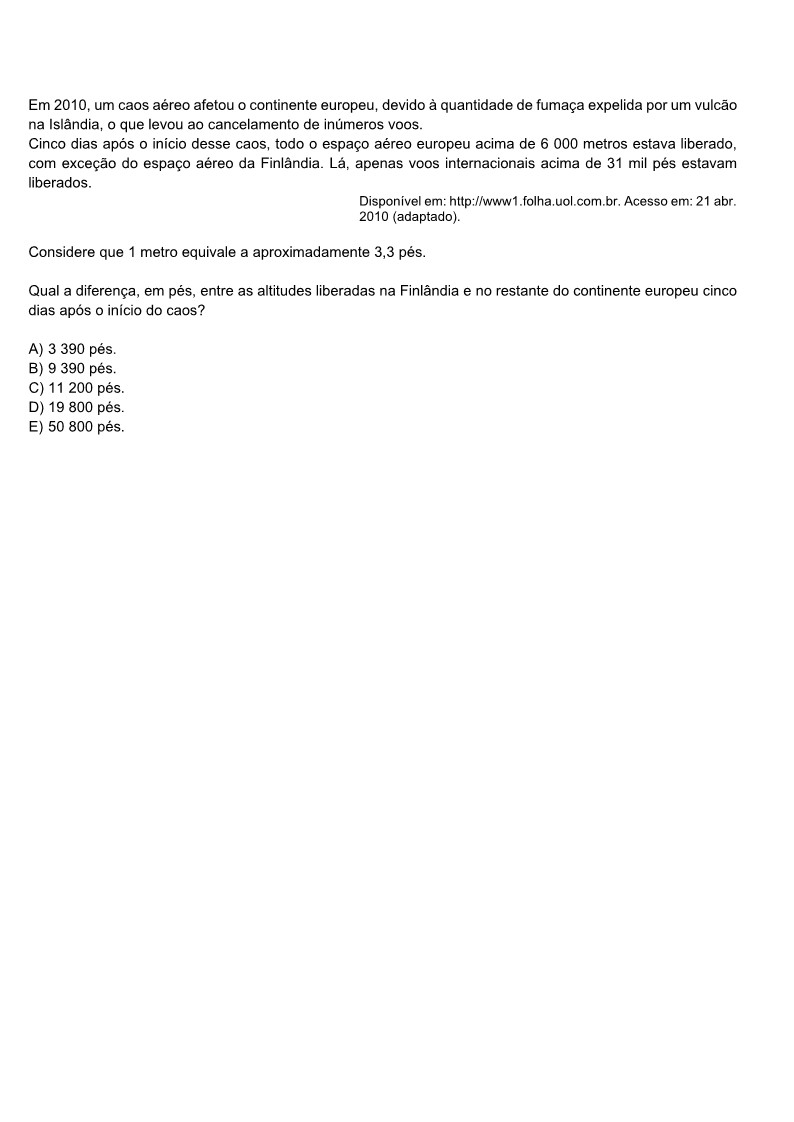 Em 2010, um caos aéreo afetou o continente europeu, devido à quantidade de fumaça expelida por um vulcão
na Islândia, o que levou ao cancelamento de inúmeros voos.
Cinco dias após o início desse caos, todo o espaço aéreo europeu acima de 6 000 metros estava liberado,
com exceção do espaço aéreo da Finlândia. Lá, apenas voos internacionais acima de 31 mil pés estavam
liberados.
Disponível em: http://www1.folha.uol.com.br. Acesso em: 21 abr.
2010 (adaptado).
Considere que 1 metro equivale a aproximadamente 3,3 pés.
Qual a diferença, em pés, entre as altitudes liberadas na Finlândia e no restante do continente europeu cinco
dias após o início do caos?
A) 3 390 pés.
B) 9 390 pés.
C) 11 200 pés.
D) 19 800 pés.
E) 50 800 pés.